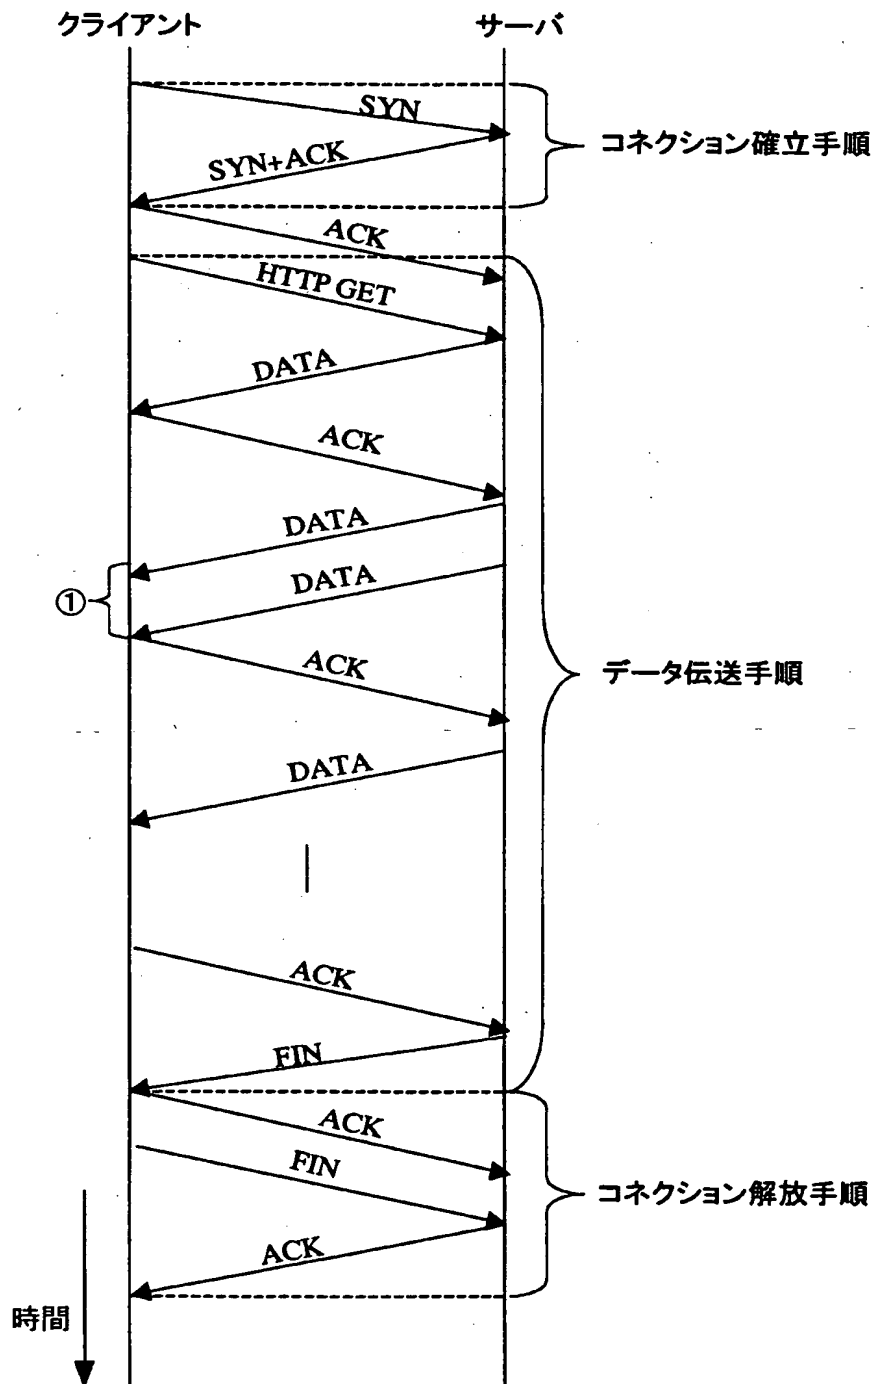 クライアント
サーバ
SYN
コネクション確立手順
SYN+ACK
ACK
HTTP GET
DATA
ACK
DATA
DATA
①
ACK
データ伝送手順
DATA
ACK
FIN
ACK
FIN
コネクション解放手順
ACK
時間